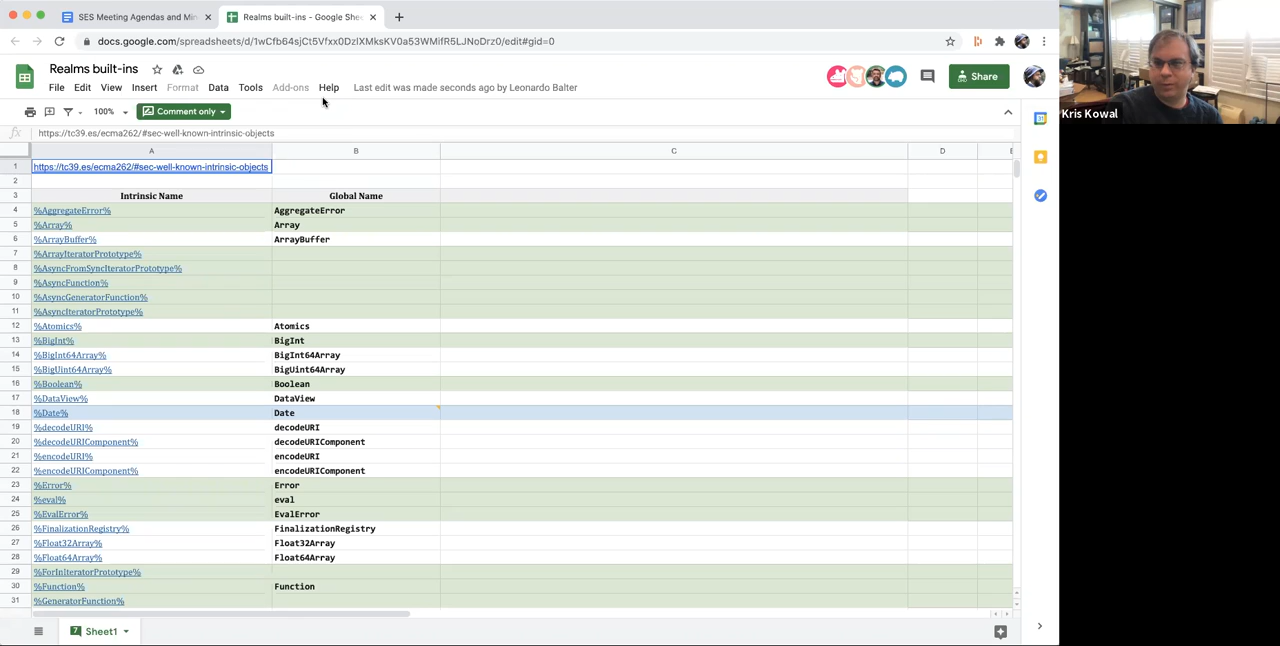 SES Meeting Agendas and Min
Realms built-ins - Google She
docs.google.com/spreadsheets/d/1wCfb64sjCt5Vfxx0DzlXMksKV0a53WMifR5LJNoDrz0/edit#gid=0
Realms built-ins
Share
File Edit View Insert Format Data Tools Add-ons Help Last edit was made seconds ago by Leonardo Balter
100% Comment only
fx https://tc39.es/ecma262/#sec-well-known-intrinsic-objects
Kris Kowal
A B C D E
1 https://tc39.es/ecma262/#sec-well-known-intrinsic-objects
2
3 Intrinsic Name Global Name
4 %AggregateError% AggregateError
5 %Array% Array
6 %ArrayBuffer% ArrayBuffer
7 %ArrayIteratorPrototype%
8 %AsyncFromSyncIteratorPrototype%
9 %AsyncFunction%
10 %AsyncGeneratorFunction%
11 %AsyncIteratorPrototype%
12 %Atomics% Atomics
13 %BigInt% BigInt
14 %BigInt64Array% BigInt64Array
15 %BigUint64Array% BigUint64Array
16 %Boolean% Boolean
17 %DataView% DataView
18 %Date% Date
19 %decodeURI% decodeURI
20 %decodeURIComponent% decodeURIComponent
21 %encodeURI% encodeURI
22 %encodeURIComponent% encodeURIComponent
23 %Error% Error
24 %eval% eval
25 %EvalError% EvalError
26 %FinalizationRegistry% FinalizationRegistry
27 %Float32Array% Float32Array
28 %Float64Array% Float64Array
29 %ForInIteratorPrototype%
30 %Function% Function
31 %GeneratorFunction%
7 Sheet1